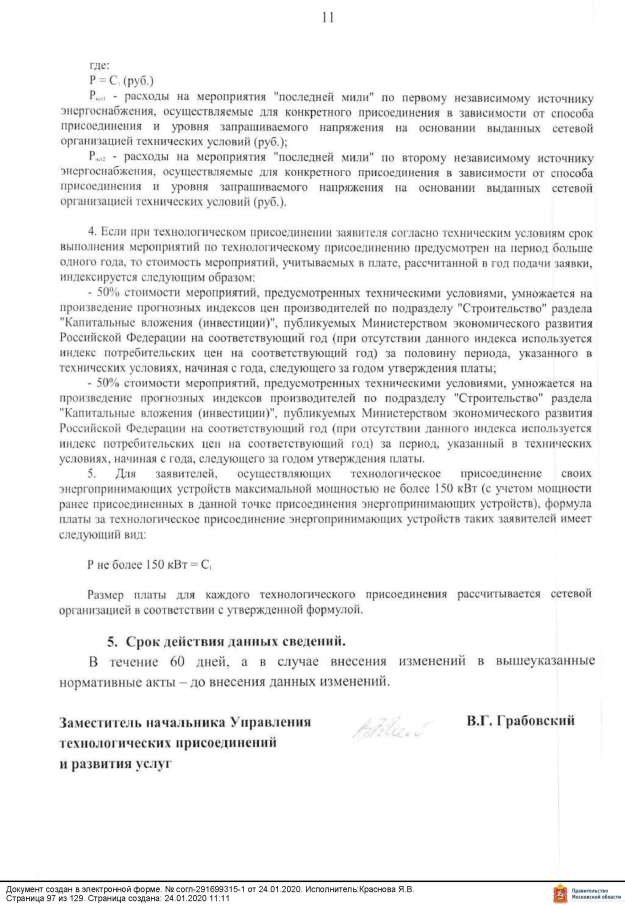 11
где:
P = C1 (руб.)
Рмл1 - расходы на мероприятия "последней мили" по первому независимому источнику
энергоснабжения, осуществляемые для конкретного присоединения в зависимости от способа
присоединения и уровня запрашиваемого напряжения на основании выданных сетевой
организацией технических условий (руб.);
Рмл2 - расходы на мероприятия "последней мили" по второму независимому источнику
энергоснабжения, осуществляемые для конкретного присоединения в зависимости от способа
присоединения и уровня запрашиваемого напряжения на основании выданных сетевой
организацией технических условий (руб.).
4. Если при технологическом присоединении заявителя согласно техническим условиям срок
выполнения мероприятий по технологическому присоединению предусмотрен на период больше
одного года, то стоимость мероприятий, учитываемых в плате, рассчитанной в год подачи заявки,
индексируется следующим образом:
- 50% стоимости мероприятий, предусмотренных техническими условиями, умножается на
произведение прогнозных индексов цен производителей по подразделу "Строительство" раздела
"Капитальные вложения (инвестиции)", публикуемых Министерством экономического развития
Российской Федерации на соответствующий год (при отсутствии данного индекса используется
индекс потребительских цен на соответствующий год) за половину периода, указанного в
технических условиях, начиная с года, следующего за годом утверждения платы;
- 50% стоимости мероприятий, предусмотренных техническими условиями, умножается на
произведение прогнозных индексов производителей по подразделу "Строительство" раздела
"Капитальные вложения (инвестиции)", публикуемых Министерством экономического развития
Российской Федерации на соответствующий год (при отсутствии данного индекса используется
индекс потребительских цен на соответствующий год) за период, указанный в технических
условиях, начиная с года, следующего за годом утверждения платы.
5. Для заявителей, осуществляющих технологическое присоединение своих
энергопринимающих устройств максимальной мощностью не более 150 кВт (с учетом мощности
ранее присоединенных в данной точке присоединения энергопринимающих устройств), формула
платы за технологическое присоединение энергопринимающих устройств таких заявителей имеет
следующий вид:
Р не более 150 кВт = C1
Размер платы для каждого технологического присоединения рассчитывается сетевой
организацией в соответствии с утвержденной формулой.
5. Срок действия данных сведений.
В течение 60 дней, а в случае внесения изменений в вышеуказанные
нормативные акты – до внесения данных изменений.
Заместитель начальника Управления В.Г. Грабовский
технологических присоединений
и развития услуг
Документ создан в электронной форме. № согл-291699315-1 от 24.01.2020. Исполнитель:Краснова Я.В.
Страница 97 из 129. Страница создана: 24.01.2020 11:11
Правительство
Московской области